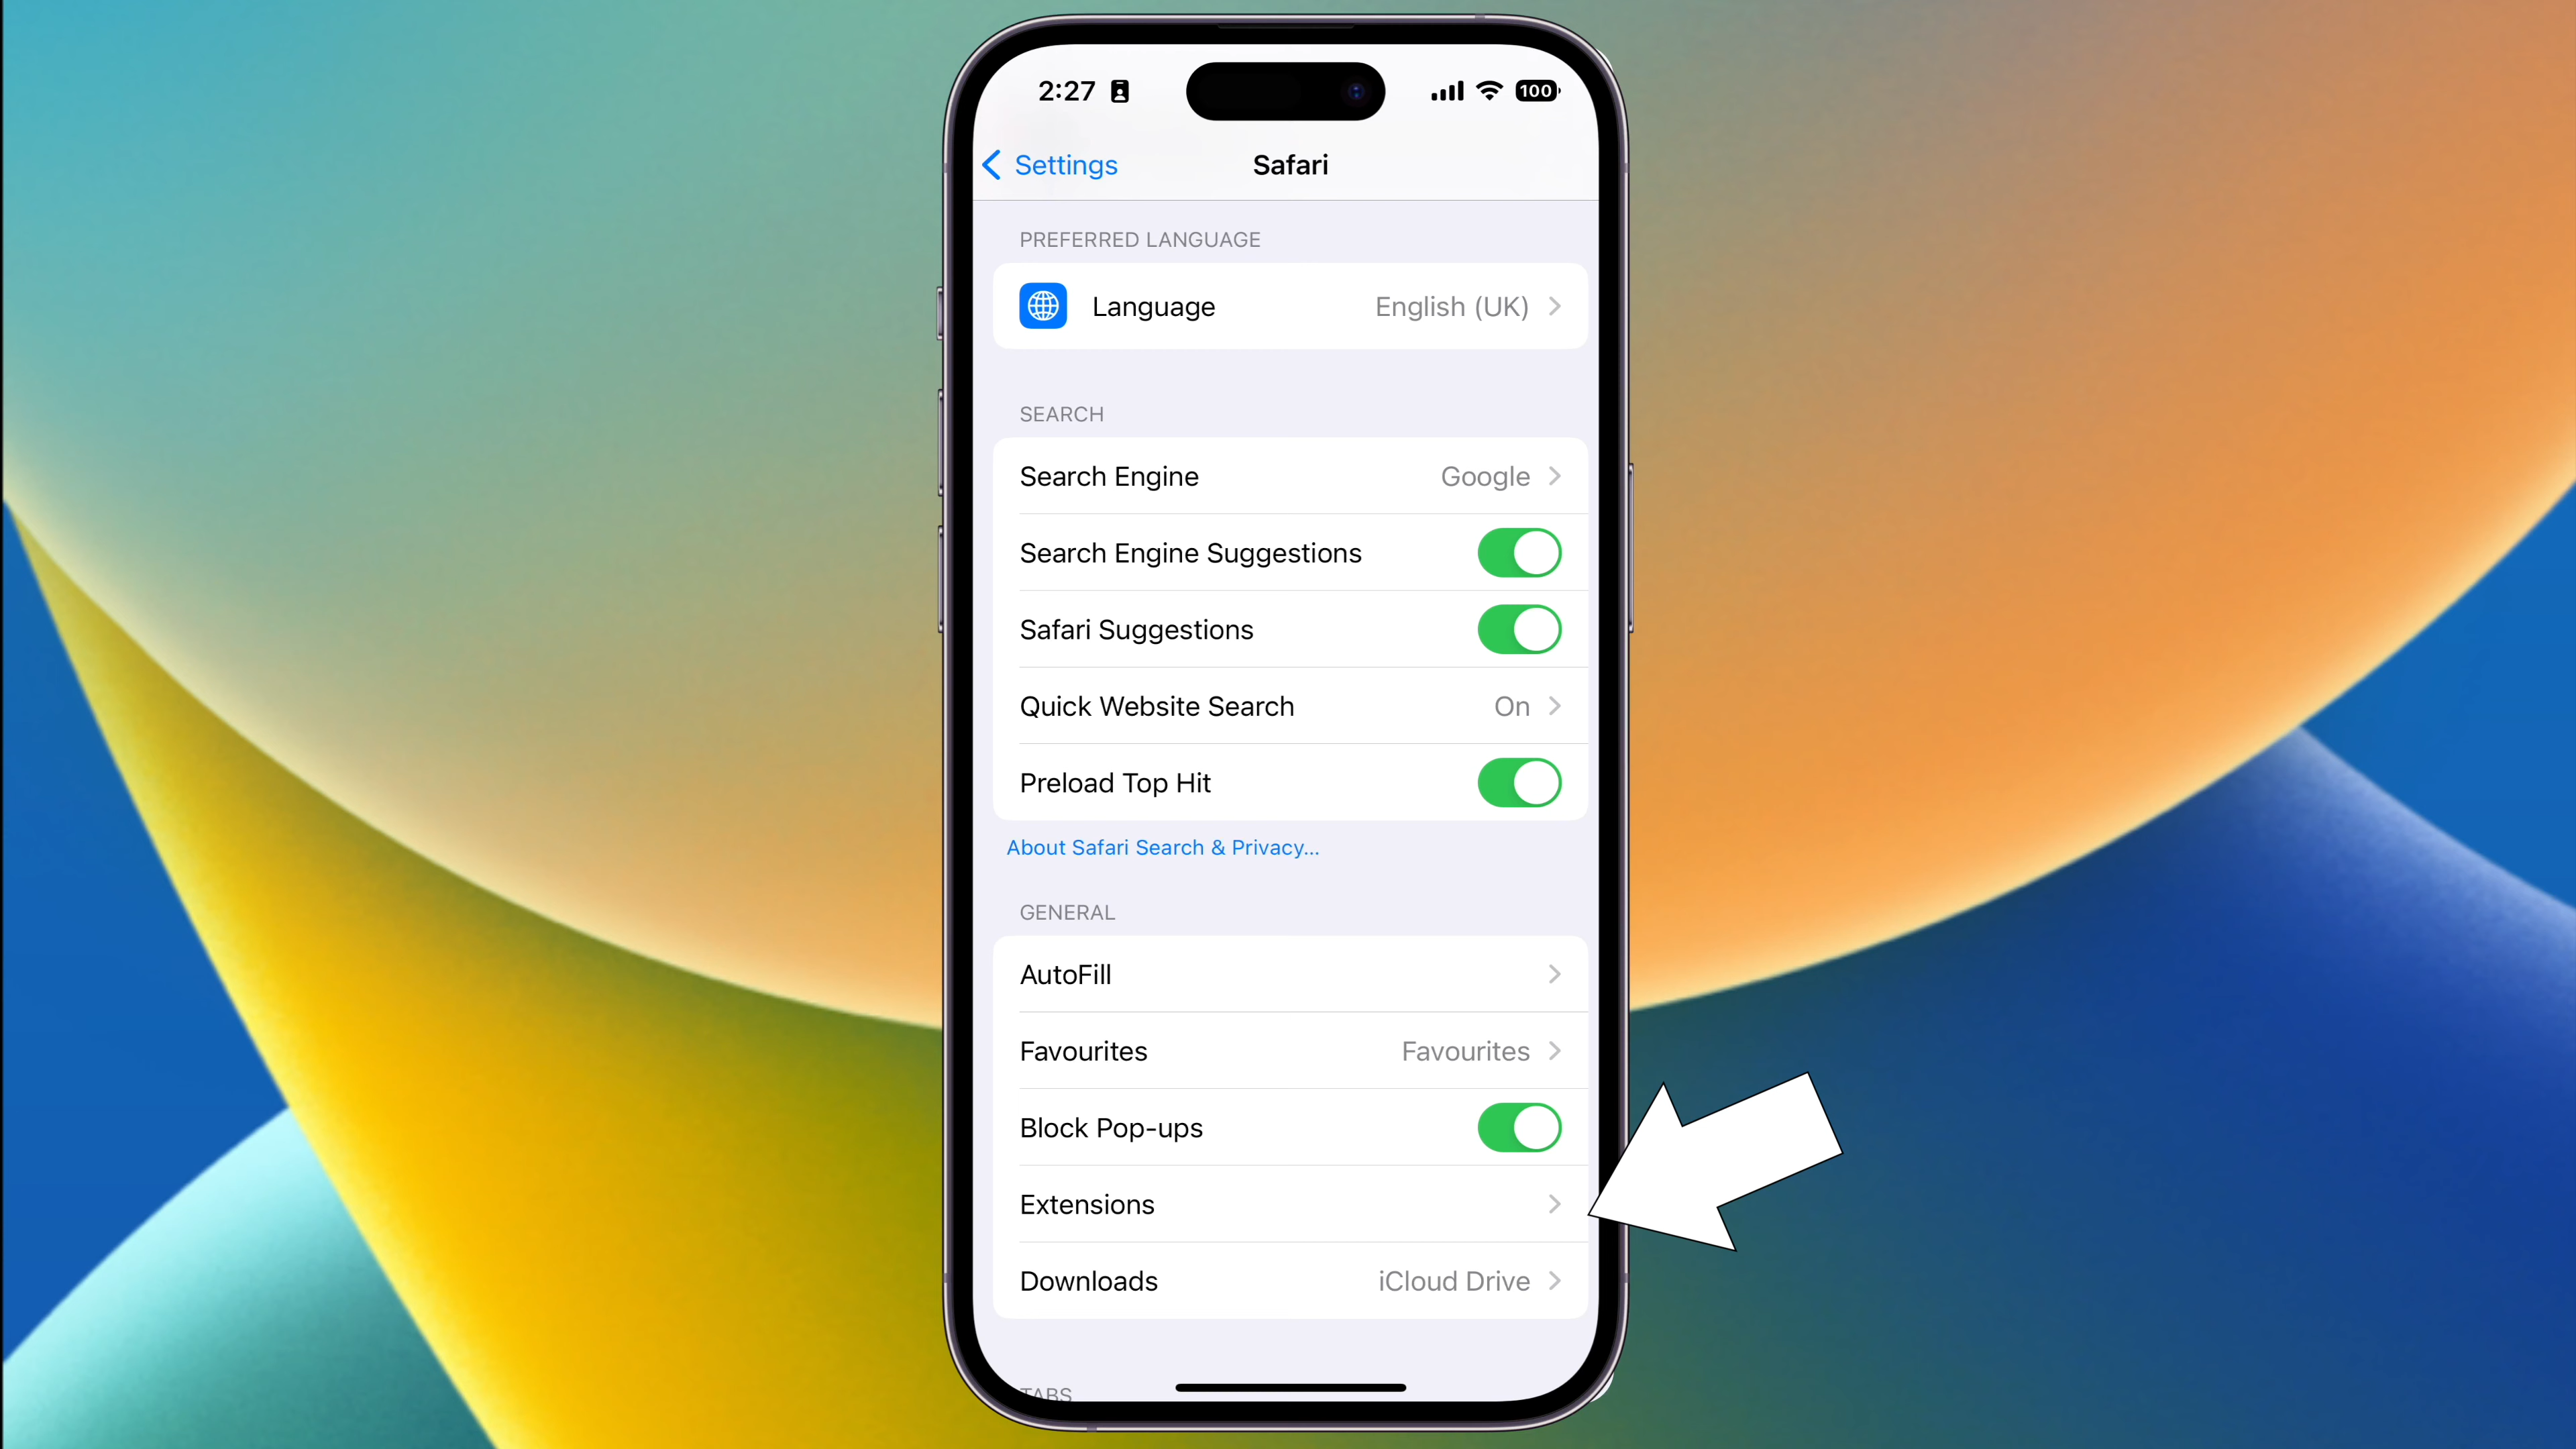 2:27
100
Settings
Safari
PREFERRED LANGUAGE
Language English (UK)
SEARCH
Search Engine Google
Search Engine Suggestions
Safari Suggestions
Quick Website Search On
Preload Top Hit
About Safari Search & Privacy...
GENERAL
AutoFill
Favourites Favourites
Block Pop-ups
Extensions
Downloads iCloud Drive
TABS